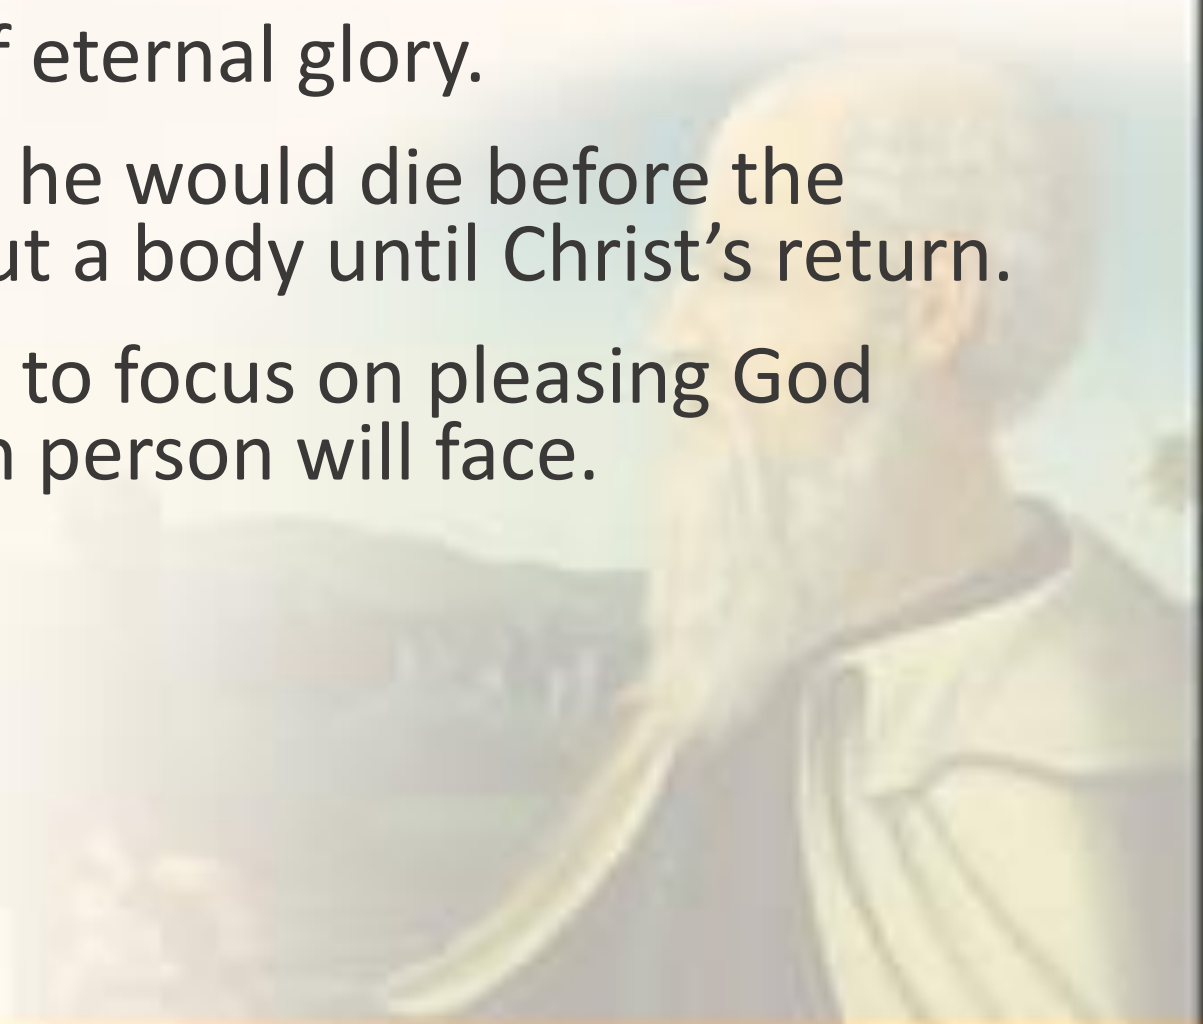 eternal glory.
he would die before the
a body until Christ’s return.
to focus on pleasing God
person will face.